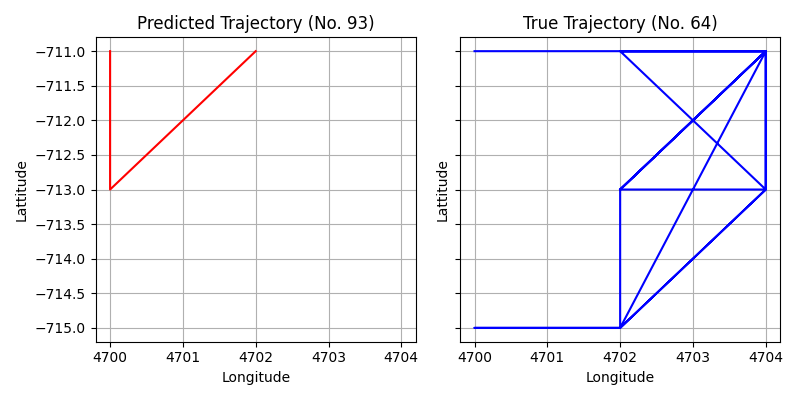 Predicted Trajectory (No. 93)
−711.0
−711.5
−712.0
−712.5
−713.0
−713.5
−714.0
−714.5
−715.0
Lattitude
4700 4701 4702 4703 4704
Longitude
True Trajectory (No. 64)
Lattitude
4700 4701 4702 4703 4704
Longitude